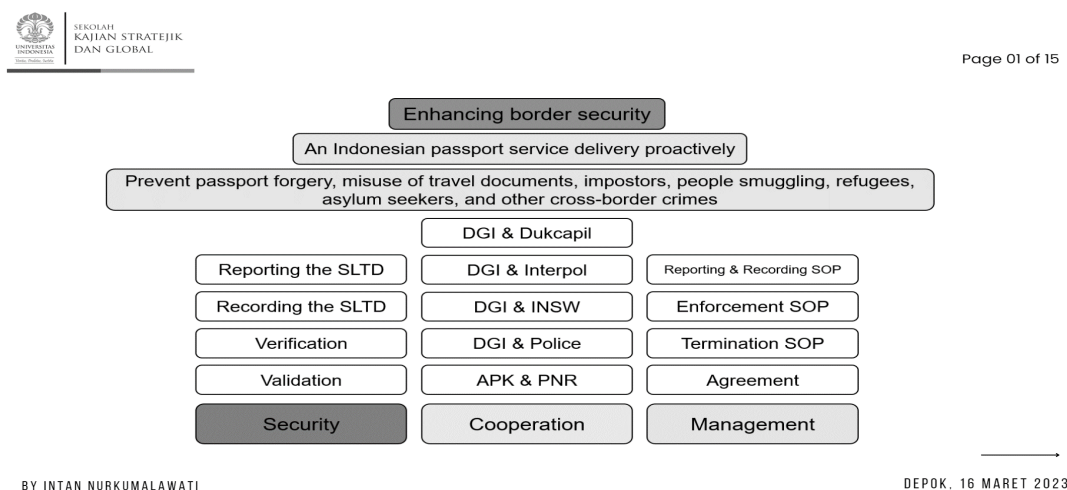 UNIVERSITAS
INDONESIA
SEKOLAH
KAJIAN STRATEJIK
DAN GLOBAL
Page 01 of 15
Enhancing border security
An Indonesian passport service delivery proactively
Prevent passport forgery, misuse of travel documents, impostors, people smuggling, refugees,
asylum seekers, and other cross-border crimes
DGI & Dukcapil
Reporting the SLTD
DGI & Interpol
Reporting & Recording SOP
Recording the SLTD
DGI & INSW
Enforcement SOP
Verification
DGI & Police
Termination SOP
Validation
APK & PNR
Agreement
Security
Cooperation
Management
BY INTAN NURKUMALAWATI
DEPOK, 16 MARET 2023